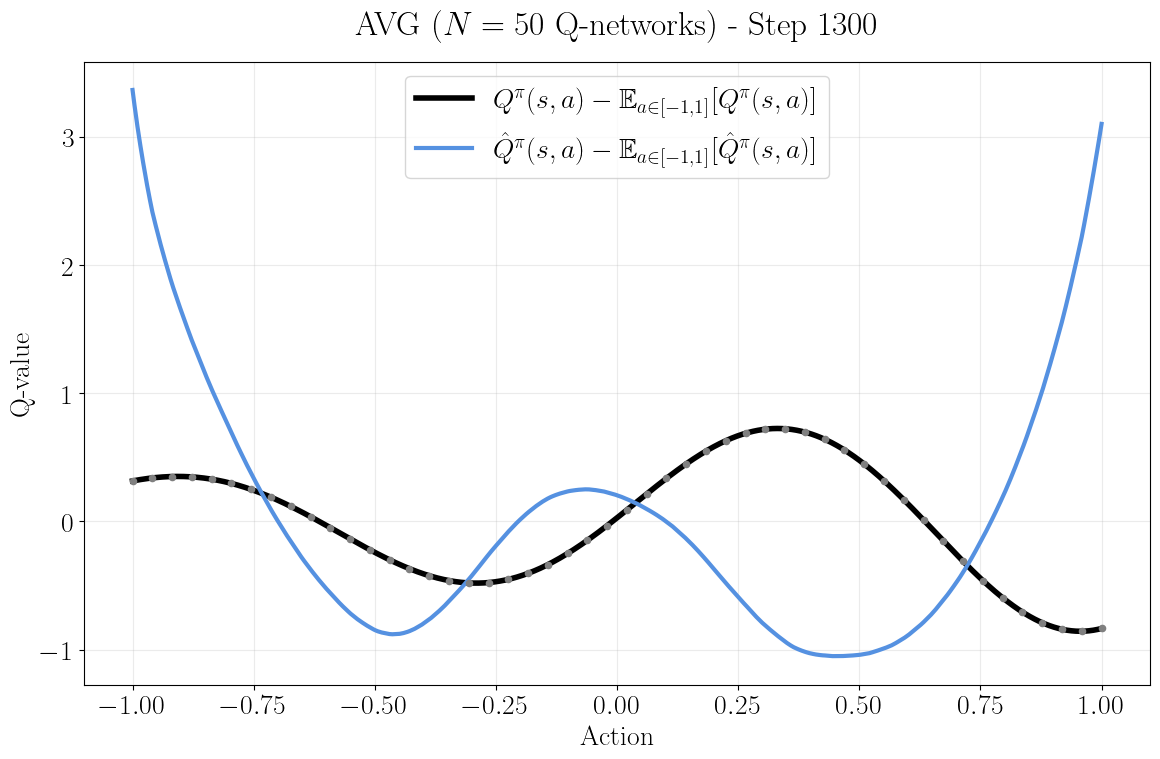 AVG (N = 50 Q-networks) - Step 1300
Q^π(s, a) − 𝔼_{a∈[−1,1]}[Q^π(s, a)]
Q̂^π(s, a) − 𝔼_{a∈[−1,1]}[Q̂^π(s, a)]
Q-value
3
2
1
0
−1
−1.00 −0.75 −0.50 −0.25 0.00 0.25 0.50 0.75 1.00
Action